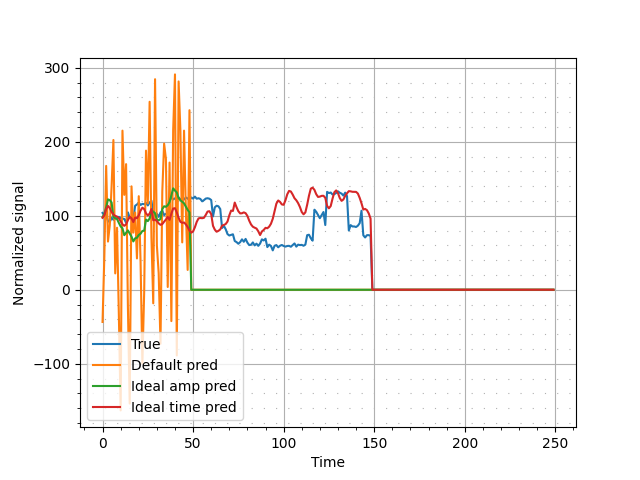 300
200
100
0
−100
Normalized signal
True
Default pred
Ideal amp pred
Ideal time pred
0
50
100
150
200
250
Time